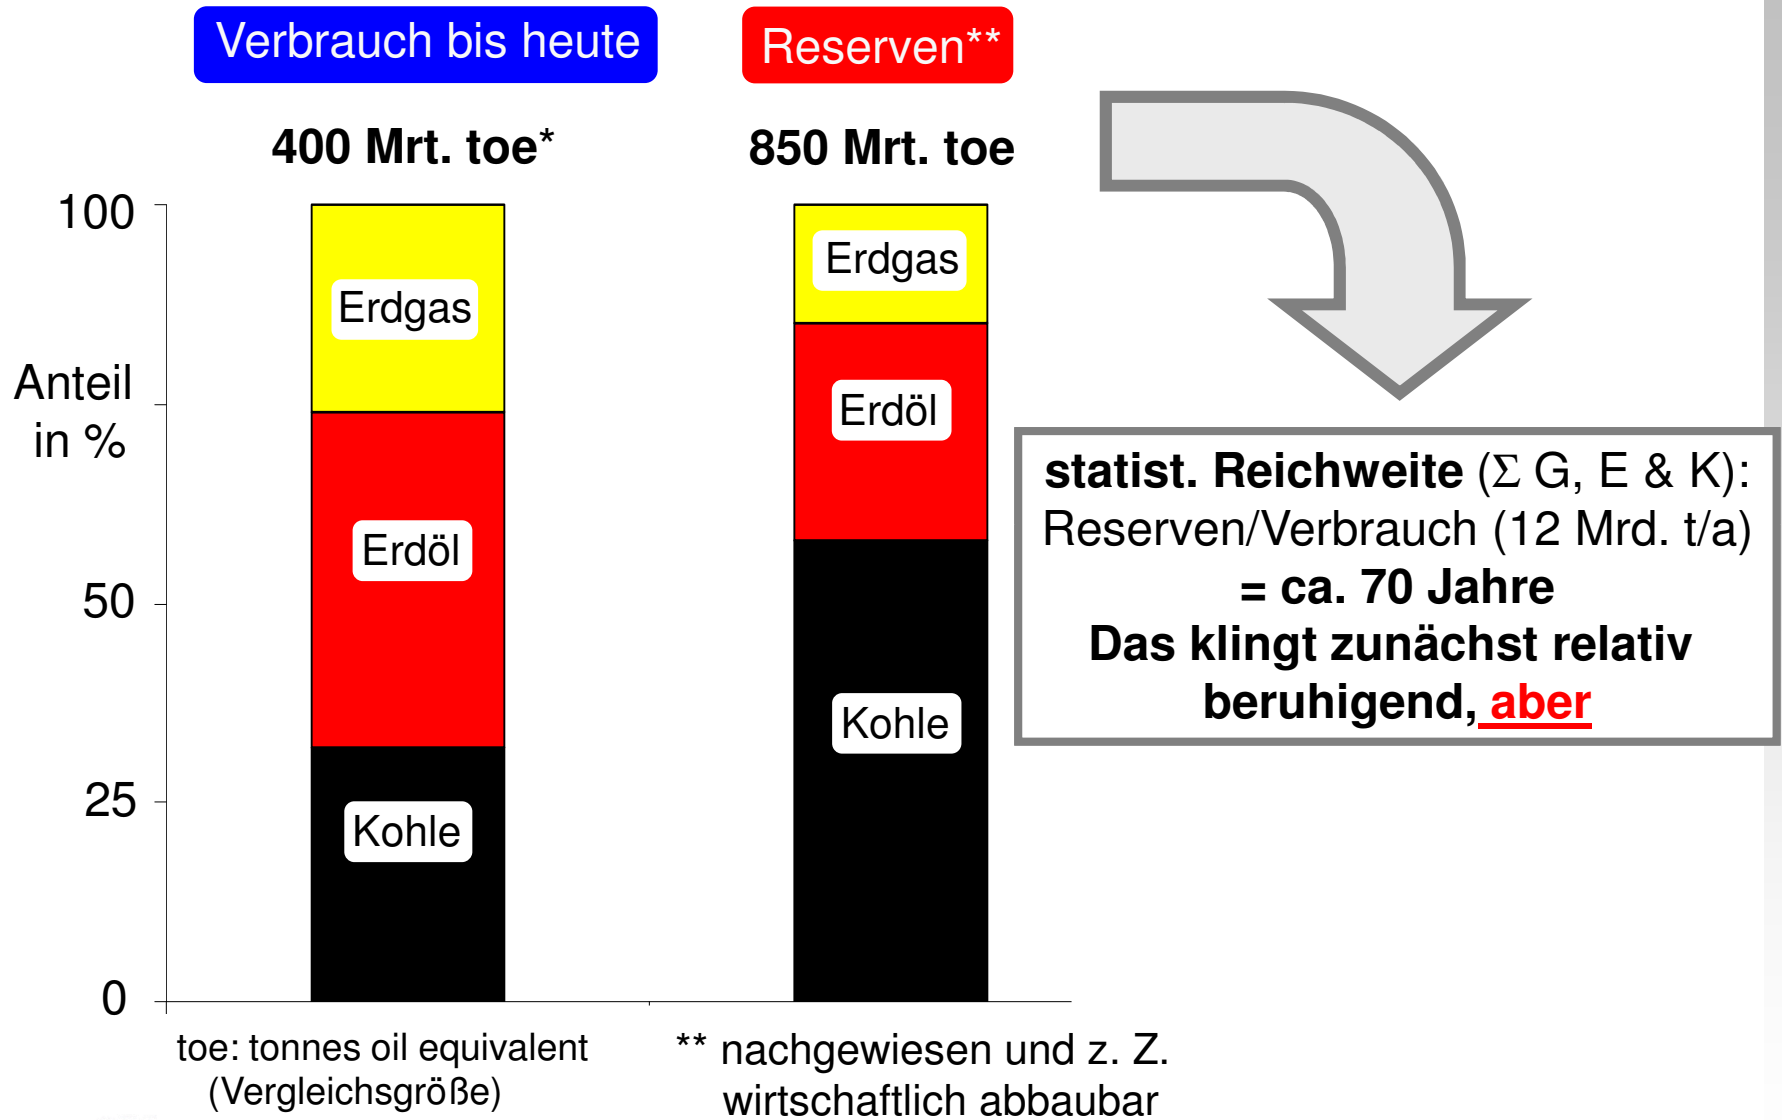 Verbrauch bis heute
Reserven**
400 Mrt. toe*
850 Mrt. toe
100
Anteil
in %
50
25
0
Erdgas
Erdöl
Kohle
Erdgas
Erdöl
Kohle
statist. Reichweite (Σ G, E & K):
Reserven/Verbrauch (12 Mrd. t/a)
= ca. 70 Jahre
Das klingt zunächst relativ
beruhigend, aber
toe: tonnes oil equivalent
(Vergleichsgröße)
** nachgewiesen und z. Z.
wirtschaftlich abbaubar